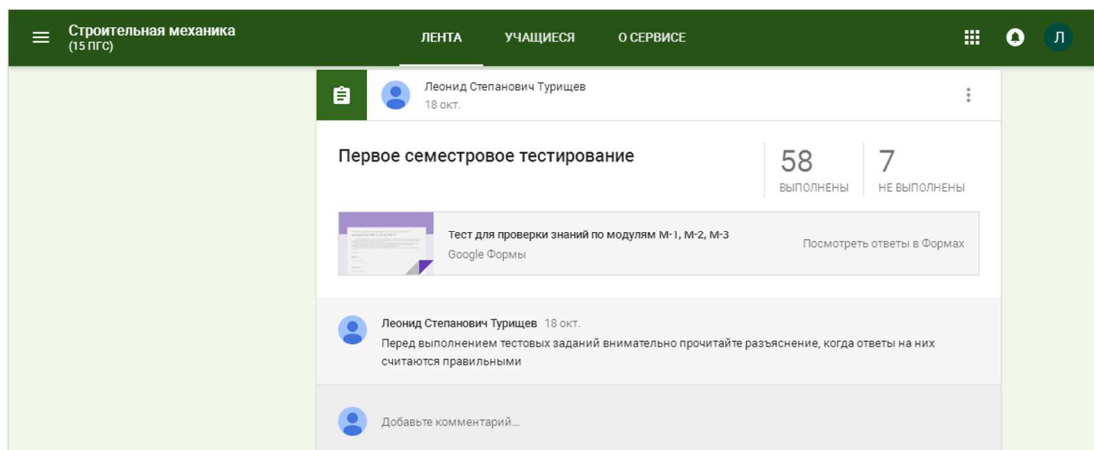 Строительная механика
(15 ПГС)
ЛЕНТА УЧАЩИЕСЯ О СЕРВИСЕ
Л
Леонид Степанович Турищев
18 окт.
Первое семестровое тестирование
58 7
ВЫПОЛНЕНЫ НЕ ВЫПОЛНЕНЫ
Тест для проверки знаний по модулям М-1, М-2, М-3
Google Формы
Посмотреть ответы в Формах
Леонид Степанович Турищев 18 окт.
Перед выполнением тестовых заданий внимательно прочитайте разъяснение, когда ответы на них
считаются правильными
Добавьте комментарий...